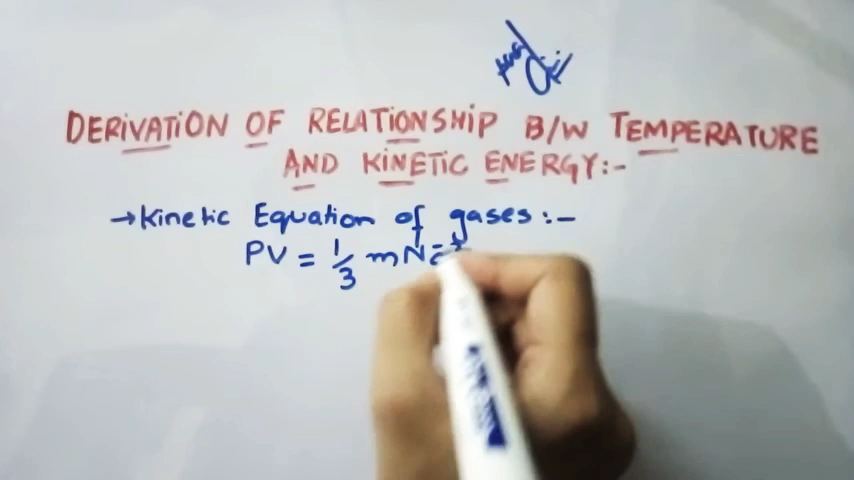 DERIVATION OF RELATIONSHIP B/W TEMPERATURE
AND KINETIC ENERGY:-
→Kinetic Equation of gases:-
PV = 1/3 mN